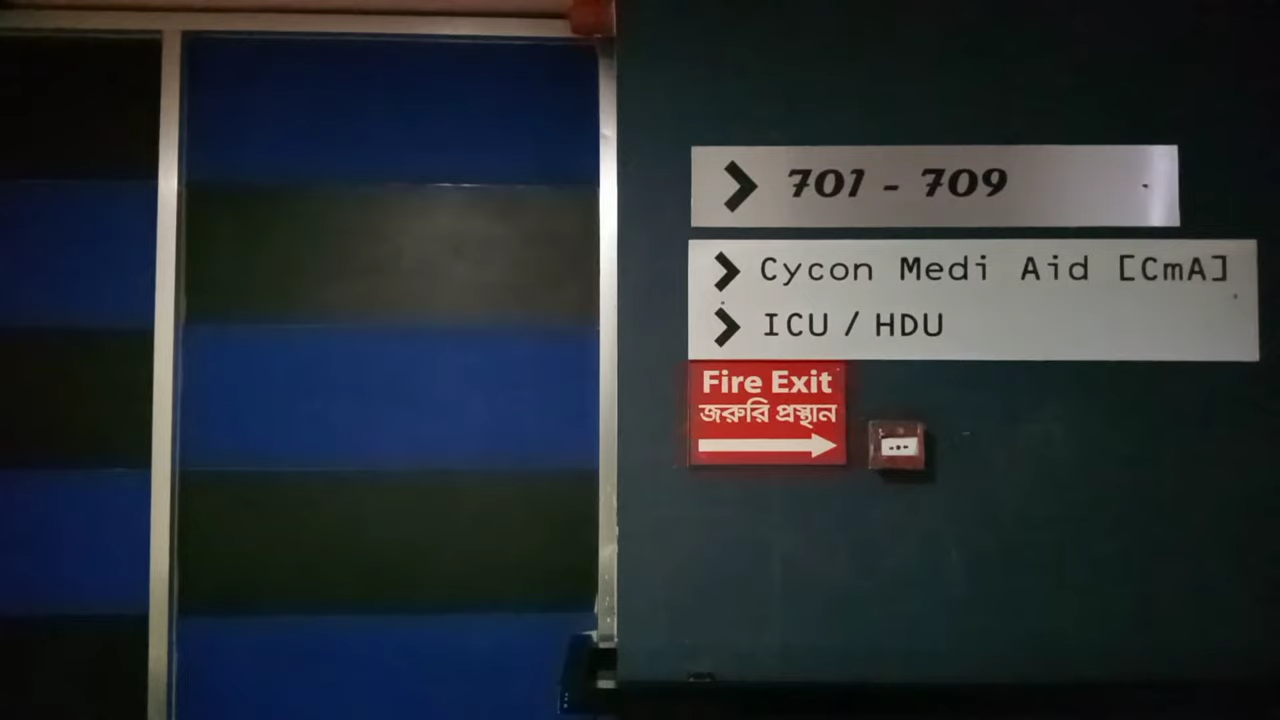 701 - 709
Cycon Medi Aid [CmA]
ICU / HDU
Fire Exit
জরুরি প্রস্থান